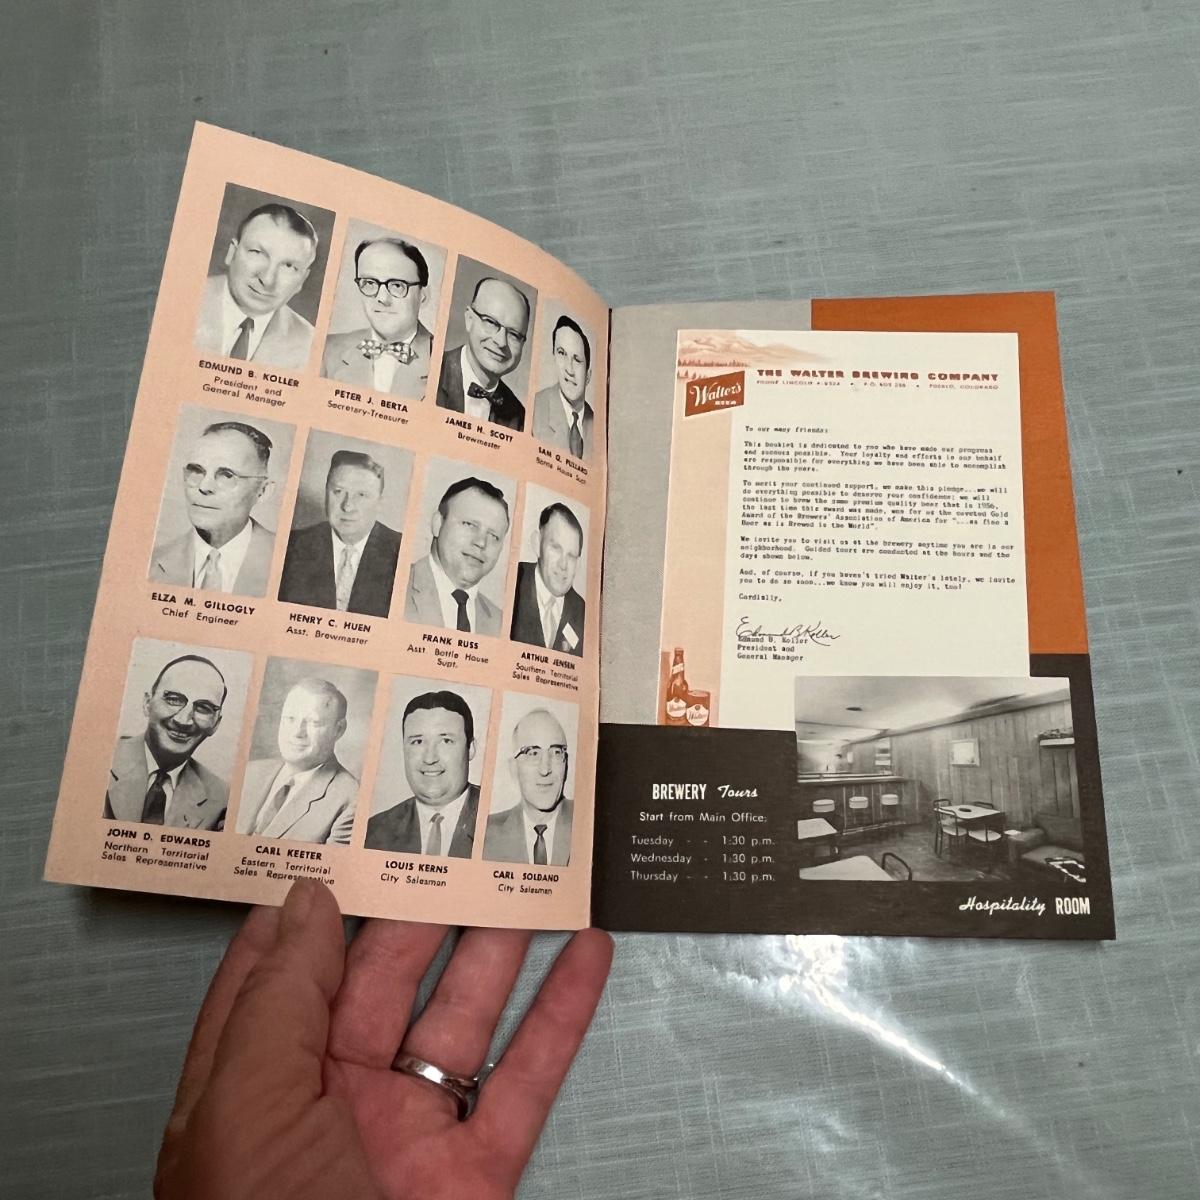 EDMUND B. KOLLER
President and
General Manager
PETER J. BERTA
Secretary-Treasurer
JAMES H. SCOTT
Brewmaster
SAM Q. PULLARO
Bottle House Supt.
ELZA M. GILLOGLY
Chief Engineer
HENRY C. HUEN
Asst. Brewmaster
FRANK RUSS
Asst. Bottle House
Supt.
ARTHUR JENSEN
Southern Territorial
Sales Representative
JOHN D. EDWARDS
Northern Territorial
Sales Representative
CARL KEETER
Eastern Territorial
Sales Representative
LOUIS KERNS
City Salesman
CARL SOLDANO
City Salesman
Walter's
BEER
THE WALTER BREWING COMPANY
PHONE LINCOLN 4-8524 • P.O. BOX 258 • PUEBLO, COLORADO
To our many friends:
This booklet is dedicated to you who have made our progress
and success possible. Your loyalty and efforts in our behalf
are responsible for everything we have been able to accomplish
through the years.
To merit your continued support, we make this pledge...we will
do everything possible to deserve your confidence; we will
continue to brew the same premium quality beer that in 1956,
the last time this award was made, won for us the coveted Gold
Award of the Brewers' Association of America for "...as fine a
Beer as is Brewed in the World".
We invite you to visit us at the brewery anytime you are in our
neighborhood. Guided tours are conducted at the hours and the
days shown below.
And, of course, if you haven't tried Walter's lately, we invite
you to do so soon...we know you will enjoy it, too!
Cordially,
Edmund B Koller
Edmund B. Koller
President and
General Manager
Walter's
BREWERY Tours
Start from Main Office:
Tuesday - - 1:30 p.m.
Wednesday - 1:30 p.m.
Thursday - - 1:30 p.m.
Hospitality ROOM